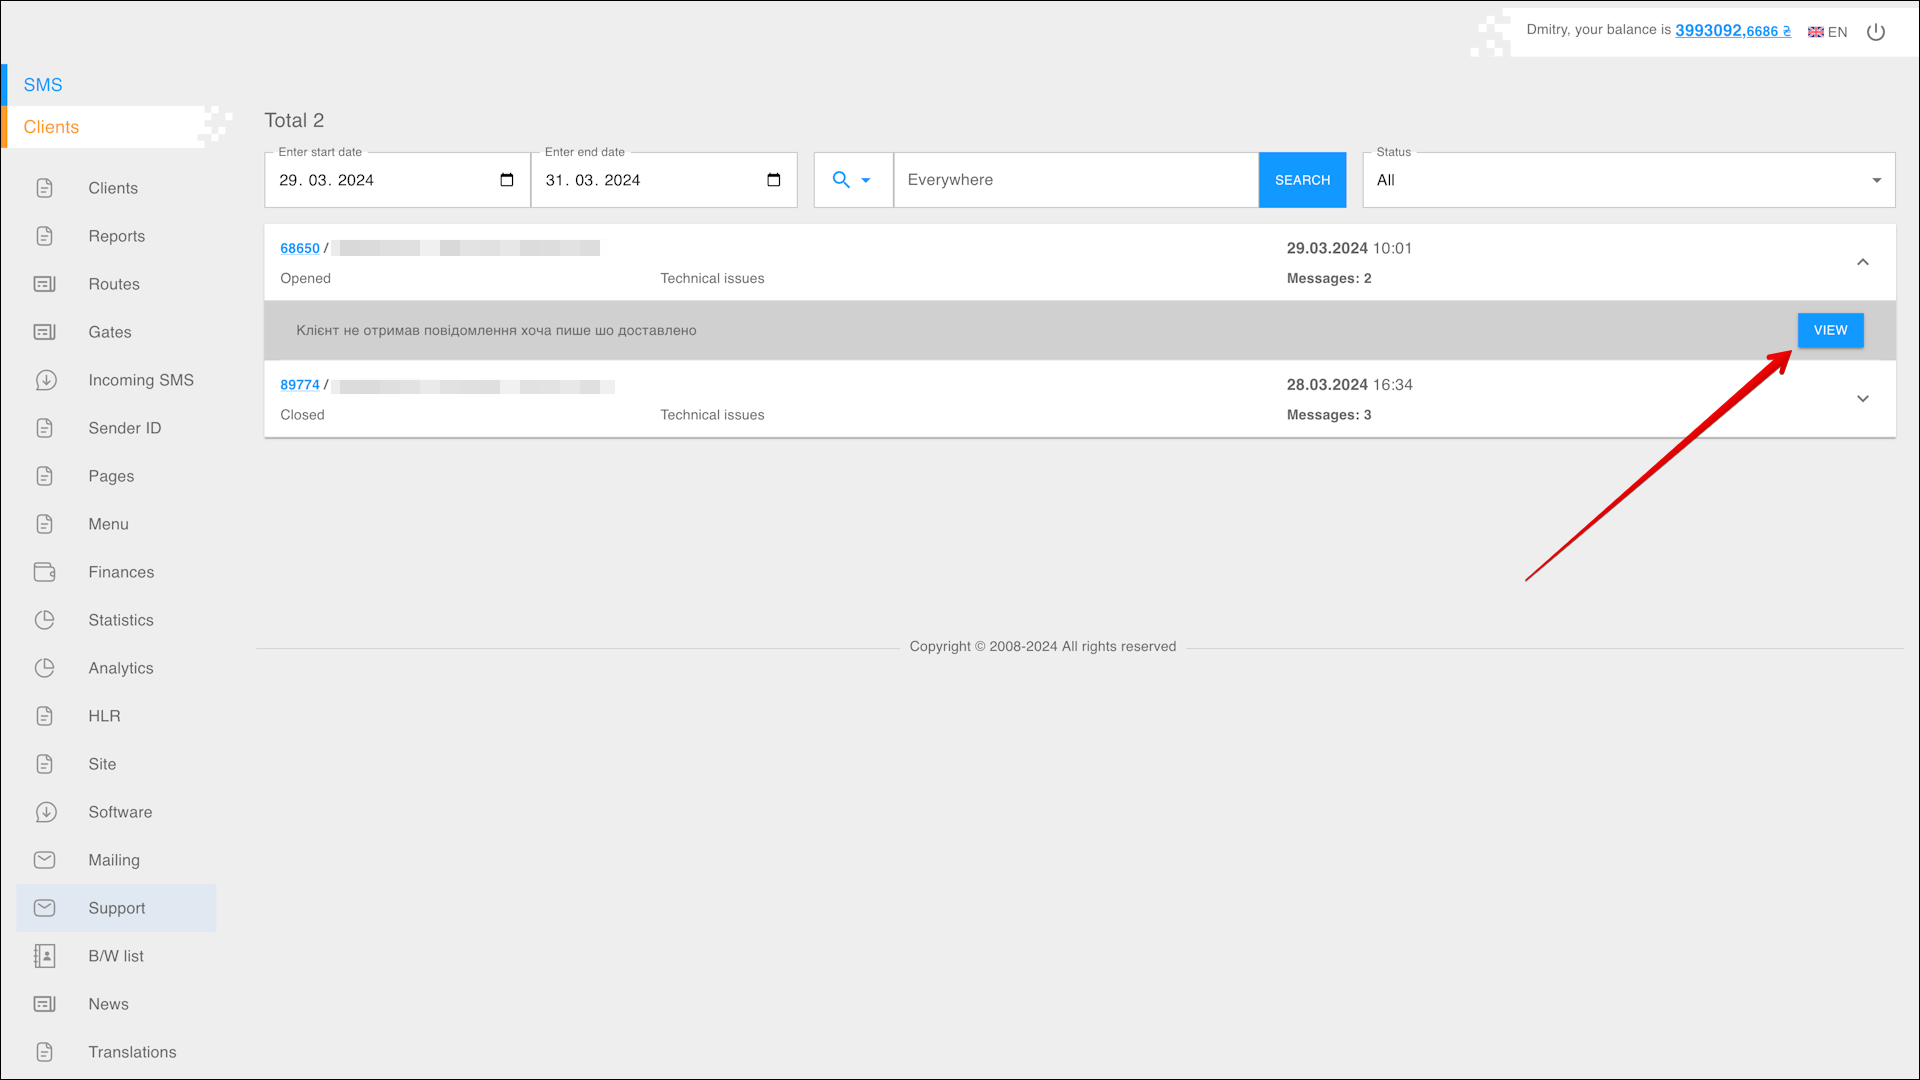 Dmitry, your balance is 3993092,6686 ₴ EN
SMS
Clients
Clients
Reports
Routes
Gates
Incoming SMS
Sender ID
Pages
Menu
Finances
Statistics
Analytics
HLR
Site
Software
Mailing
Support
B/W list
News
Translations
Total 2
Enter start date
29. 03. 2024
Enter end date
31. 03. 2024
Everywhere
SEARCH
Status
All
68650 /
29.03.2024 10:01
Opened
Technical issues
Messages: 2
Клієнт не отримав повідомлення хоча пише шо доставлено
VIEW
89774 /
28.03.2024 16:34
Closed
Technical issues
Messages: 3
Copyright © 2008-2024 All rights reserved